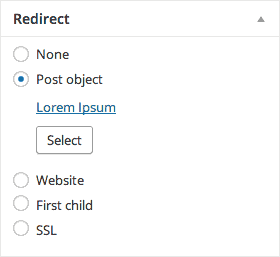 Redirect
None
Post object
Lorem Ipsum
Select
Website
First child
SSL